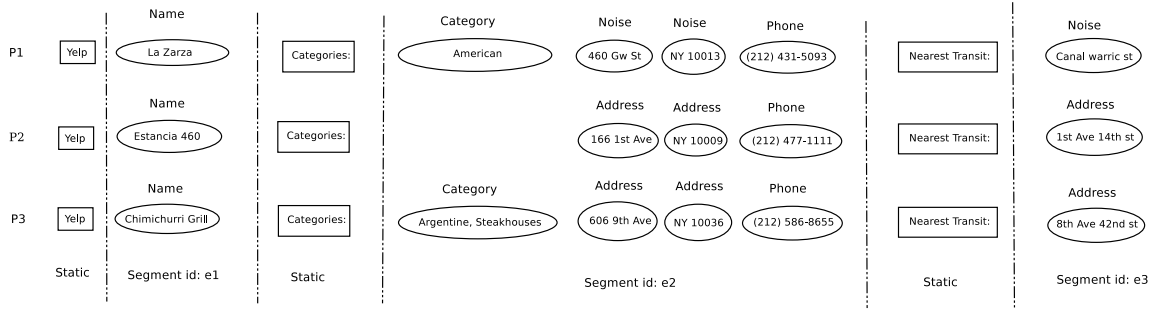 Name Category Noise Noise Phone Noise
P1 Yelp La Zarza Categories: American 460 Gw St NY 10013 (212) 431-5093 Nearest Transit: Canal warric st
Name Address Address Phone Address
P2 Yelp Estancia 460 Categories: 166 1st Ave NY 10009 (212) 477-1111 Nearest Transit: 1st Ave 14th st
Name Category Address Address Phone Address
P3 Yelp Chimichurri Grill Categories: Argentine, Steakhouses 606 9th Ave NY 10036 (212) 586-8655 Nearest Transit: 8th Ave 42nd st
Static Segment id: e1 Static Segment id: e2 Static Segment id: e3